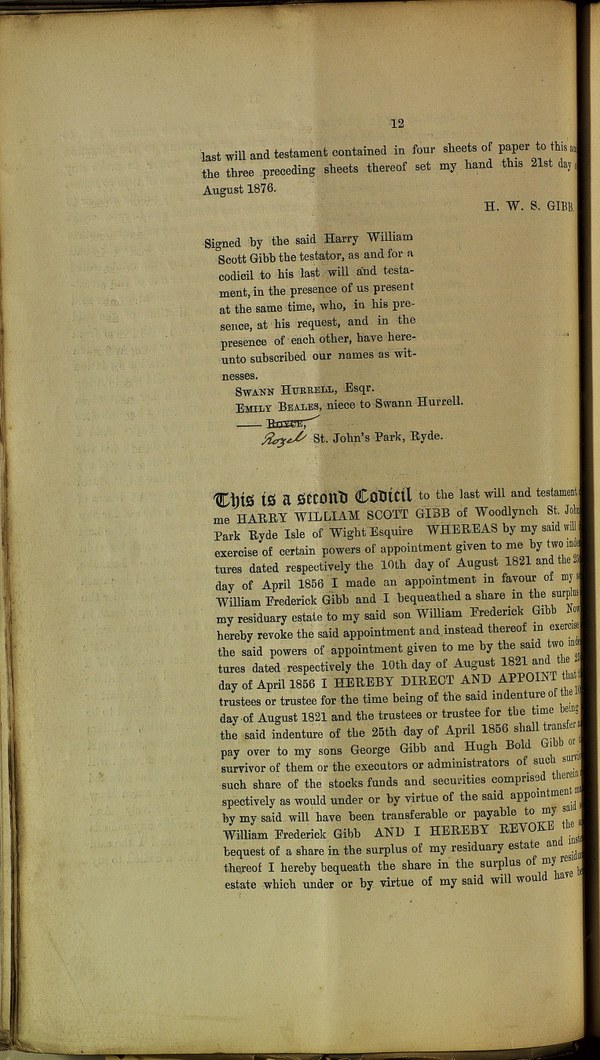 12
last will and testament contained in four sheets of paper to this
the three preceding sheets thereof set my hand this 21st day
August 1876.
H. W. S. GIBB.
Signed by the said Harry William
Scott Gibb the testator, as and for a
codicil to his last will and testa-
ment, in the presence of us present
at the same time, who, in his pre-
sence, at his request, and in the
presence of each other, have here-
unto subscribed our names as wit-
nesses.
SWANN HURRELL, Esqr.
EMILY BEALES, niece to Swann Hurrell.
—— ROYCE,
Rozel St. John's Park, Ryde.
This is a second Codicil to the last will and testament
me HARRY WILLIAM SCOTT GIBB of Woodlynch St. John
Park Ryde Isle of Wight Esquire WHEREAS by my said will
exercise of certain powers of appointment given to me by two inde
tures dated respectively the 10th day of August 1821 and the 25
day of April 1856 I made an appointment in favour of my
William Frederick Gibb and I bequeathed a share in the surplus
my residuary estate to my said son William Frederick Gibb Now
hereby revoke the said appointment and instead thereof in exercise
the said powers of appointment given to me by the said two inde
tures dated respectively the 10th day of August 1821 and the 25
day of April 1856 I HEREBY DIRECT AND APPOINT that
trustees or trustee for the time being of the said indenture of the 10
day of August 1821 and the trustees or trustee for the time being
the said indenture of the 25th day of April 1856 shall transfer
pay over to my sons George Gibb and Hugh Bold Gibb or
survivor of them or the executors or administrators of such survi
such share of the stocks funds and securities comprised therein
spectively as would under or by virtue of the said appointment
by my said will have been transferable or payable to my said
William Frederick Gibb AND I HEREBY REVOKE the
bequest of a share in the surplus of my residuary estate and inste
thereof I hereby bequeath the share in the surplus of my residu
estate which under or by virtue of my said will would have be